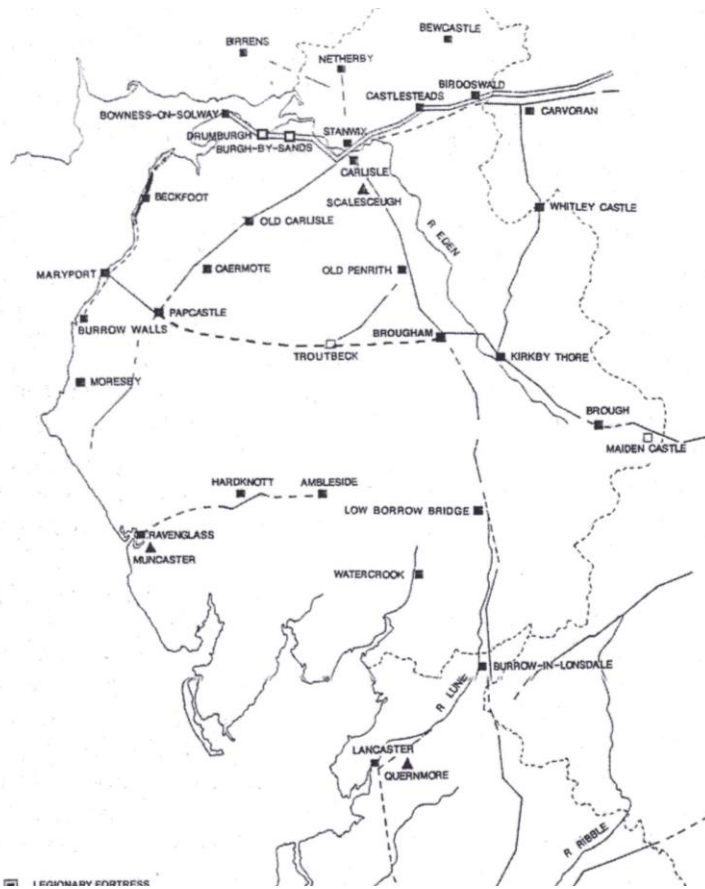 BEWCASTLE
BIRRENS
NETHERBY
BIRDOSWALD
CASTLESTEADS
BOWNESS-ON-SOLWAY
CARVORAN
DRUMBURGH
STANWIX
BURGH-BY-SANDS
CARLISLE
SCALESCEUGH
BECKFOOT
WHITLEY CASTLE
OLD CARLISLE
R EDEN
MARYPORT
CAERMOTE
OLD PENRITH
PAPCASTLE
BURROW WALLS
BROUGHAM
TROUTBECK
KIRKBY THORE
MORESBY
BROUGH
MAIDEN CASTLE
HARDKNOTT
AMBLESIDE
LOW BORROW BRIDGE
RAVENGLASS
MUNCASTER
WATERCROOK
BURROW-IN-LONSDALE
R LUNE
LANCASTER
QUERNMORE
R RIBBLE
LEGIONARY FORTRESS